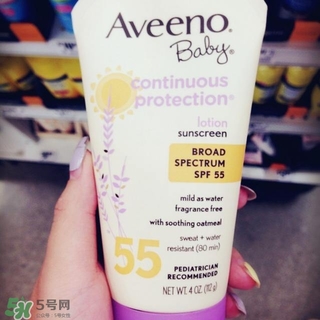 Aveeno®
Baby®
continuous
protection®
lotion
sunscreen
BROAD
SPECTRUM
SPF 55
mild as water
fragrance free
with soothing oatmeal
sweat + water
resistant (80 min)
55
PEDIATRICIAN
RECOMMENDED
NET WT. 4 OZ. (112 g)
5号网